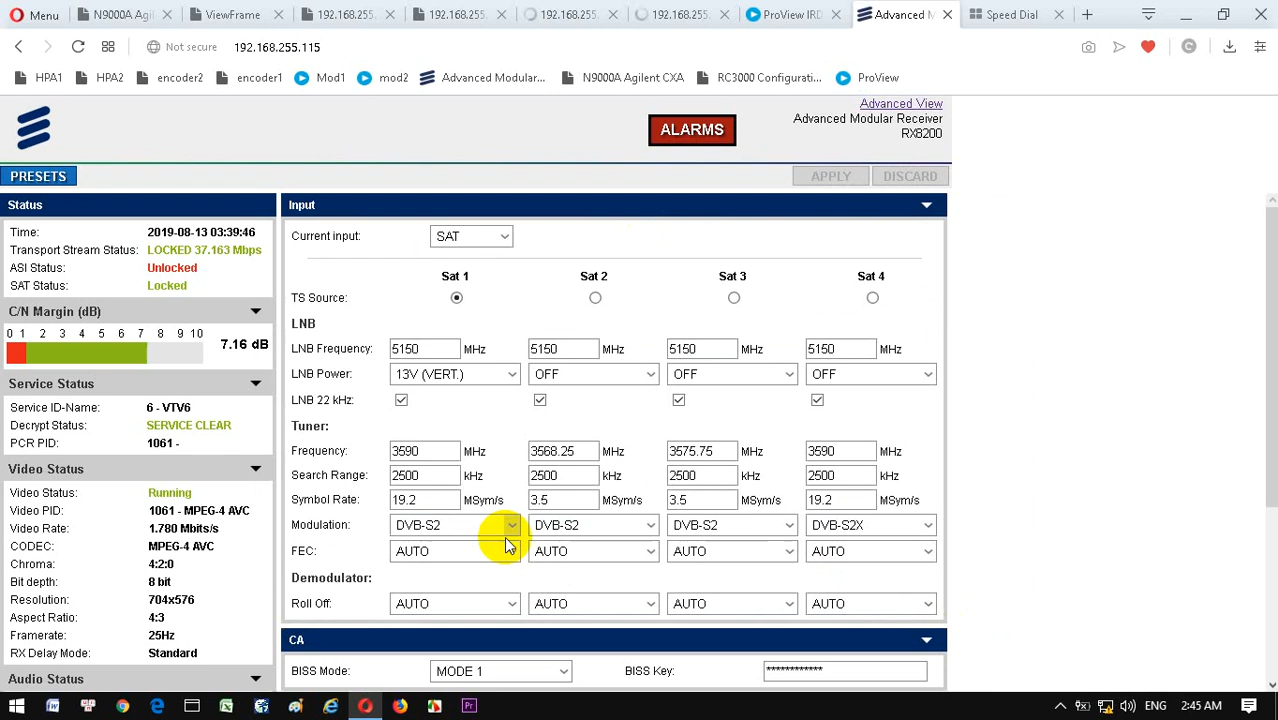 Menu
N9000A Agil
ViewFrame
192.168.255
192.168.255.
192.168.255
192.168.255
ProView IRD
Advanced M
Speed Dial
Not secure 192.168.255.115
HPA1
HPA2
encoder2
encoder1
Mod1
mod2
Advanced Modular...
N9000A Agilent CXA
RC3000 Configurati...
ProView
Advanced View
Advanced Modular Receiver
RX8200
ALARMS
PRESETS
APPLY
DISCARD
Status
Time: 2019-08-13 03:39:46
Transport Stream Status: LOCKED 37.163 Mbps
ASI Status: Unlocked
SAT Status: Locked
C/N Margin (dB)
0 1 2 3 4 5 6 7 8 9 10
7.16 dB
Service Status
Service ID-Name: 6 - VTV6
Decrypt Status: SERVICE CLEAR
PCR PID: 1061 -
Video Status
Video Status: Running
Video PID: 1061 - MPEG-4 AVC
Video Rate: 1.780 Mbits/s
CODEC: MPEG-4 AVC
Chroma: 4:2:0
Bit depth: 8 bit
Resolution: 704x576
Aspect Ratio: 4:3
Framerate: 25Hz
RX Delay Mode: Standard
Audio Status
Input
Current input: SAT
Sat 1 Sat 2 Sat 3 Sat 4
TS Source:
LNB
LNB Frequency: 5150 MHz 5150 MHz 5150 MHz 5150 MHz
LNB Power: 13V (VERT.) OFF OFF OFF
LNB 22 kHz:
Tuner:
Frequency: 3590 MHz 3568.25 MHz 3575.75 MHz 3590 MHz
Search Range: 2500 kHz 2500 kHz 2500 kHz 2500 kHz
Symbol Rate: 19.2 MSym/s 3.5 MSym/s 3.5 MSym/s 19.2 MSym/s
Modulation: DVB-S2 DVB-S2 DVB-S2 DVB-S2X
FEC: AUTO AUTO AUTO AUTO
Demodulator:
Roll Off: AUTO AUTO AUTO AUTO
CA
BISS Mode: MODE 1 BISS Key: ************
ENG 2:45 AM